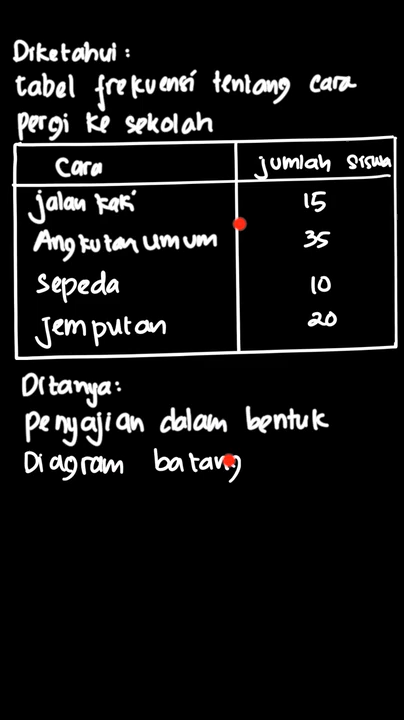 Diketahui :
tabel frekuensi tentang cara
pergi ke sekolah
Cara jumlah siswa
jalan kaki 15
Angkutan umum 35
Sepeda 10
Jemputan 20
Ditanya :
Penyajian dalam bentuk
Diagram batang